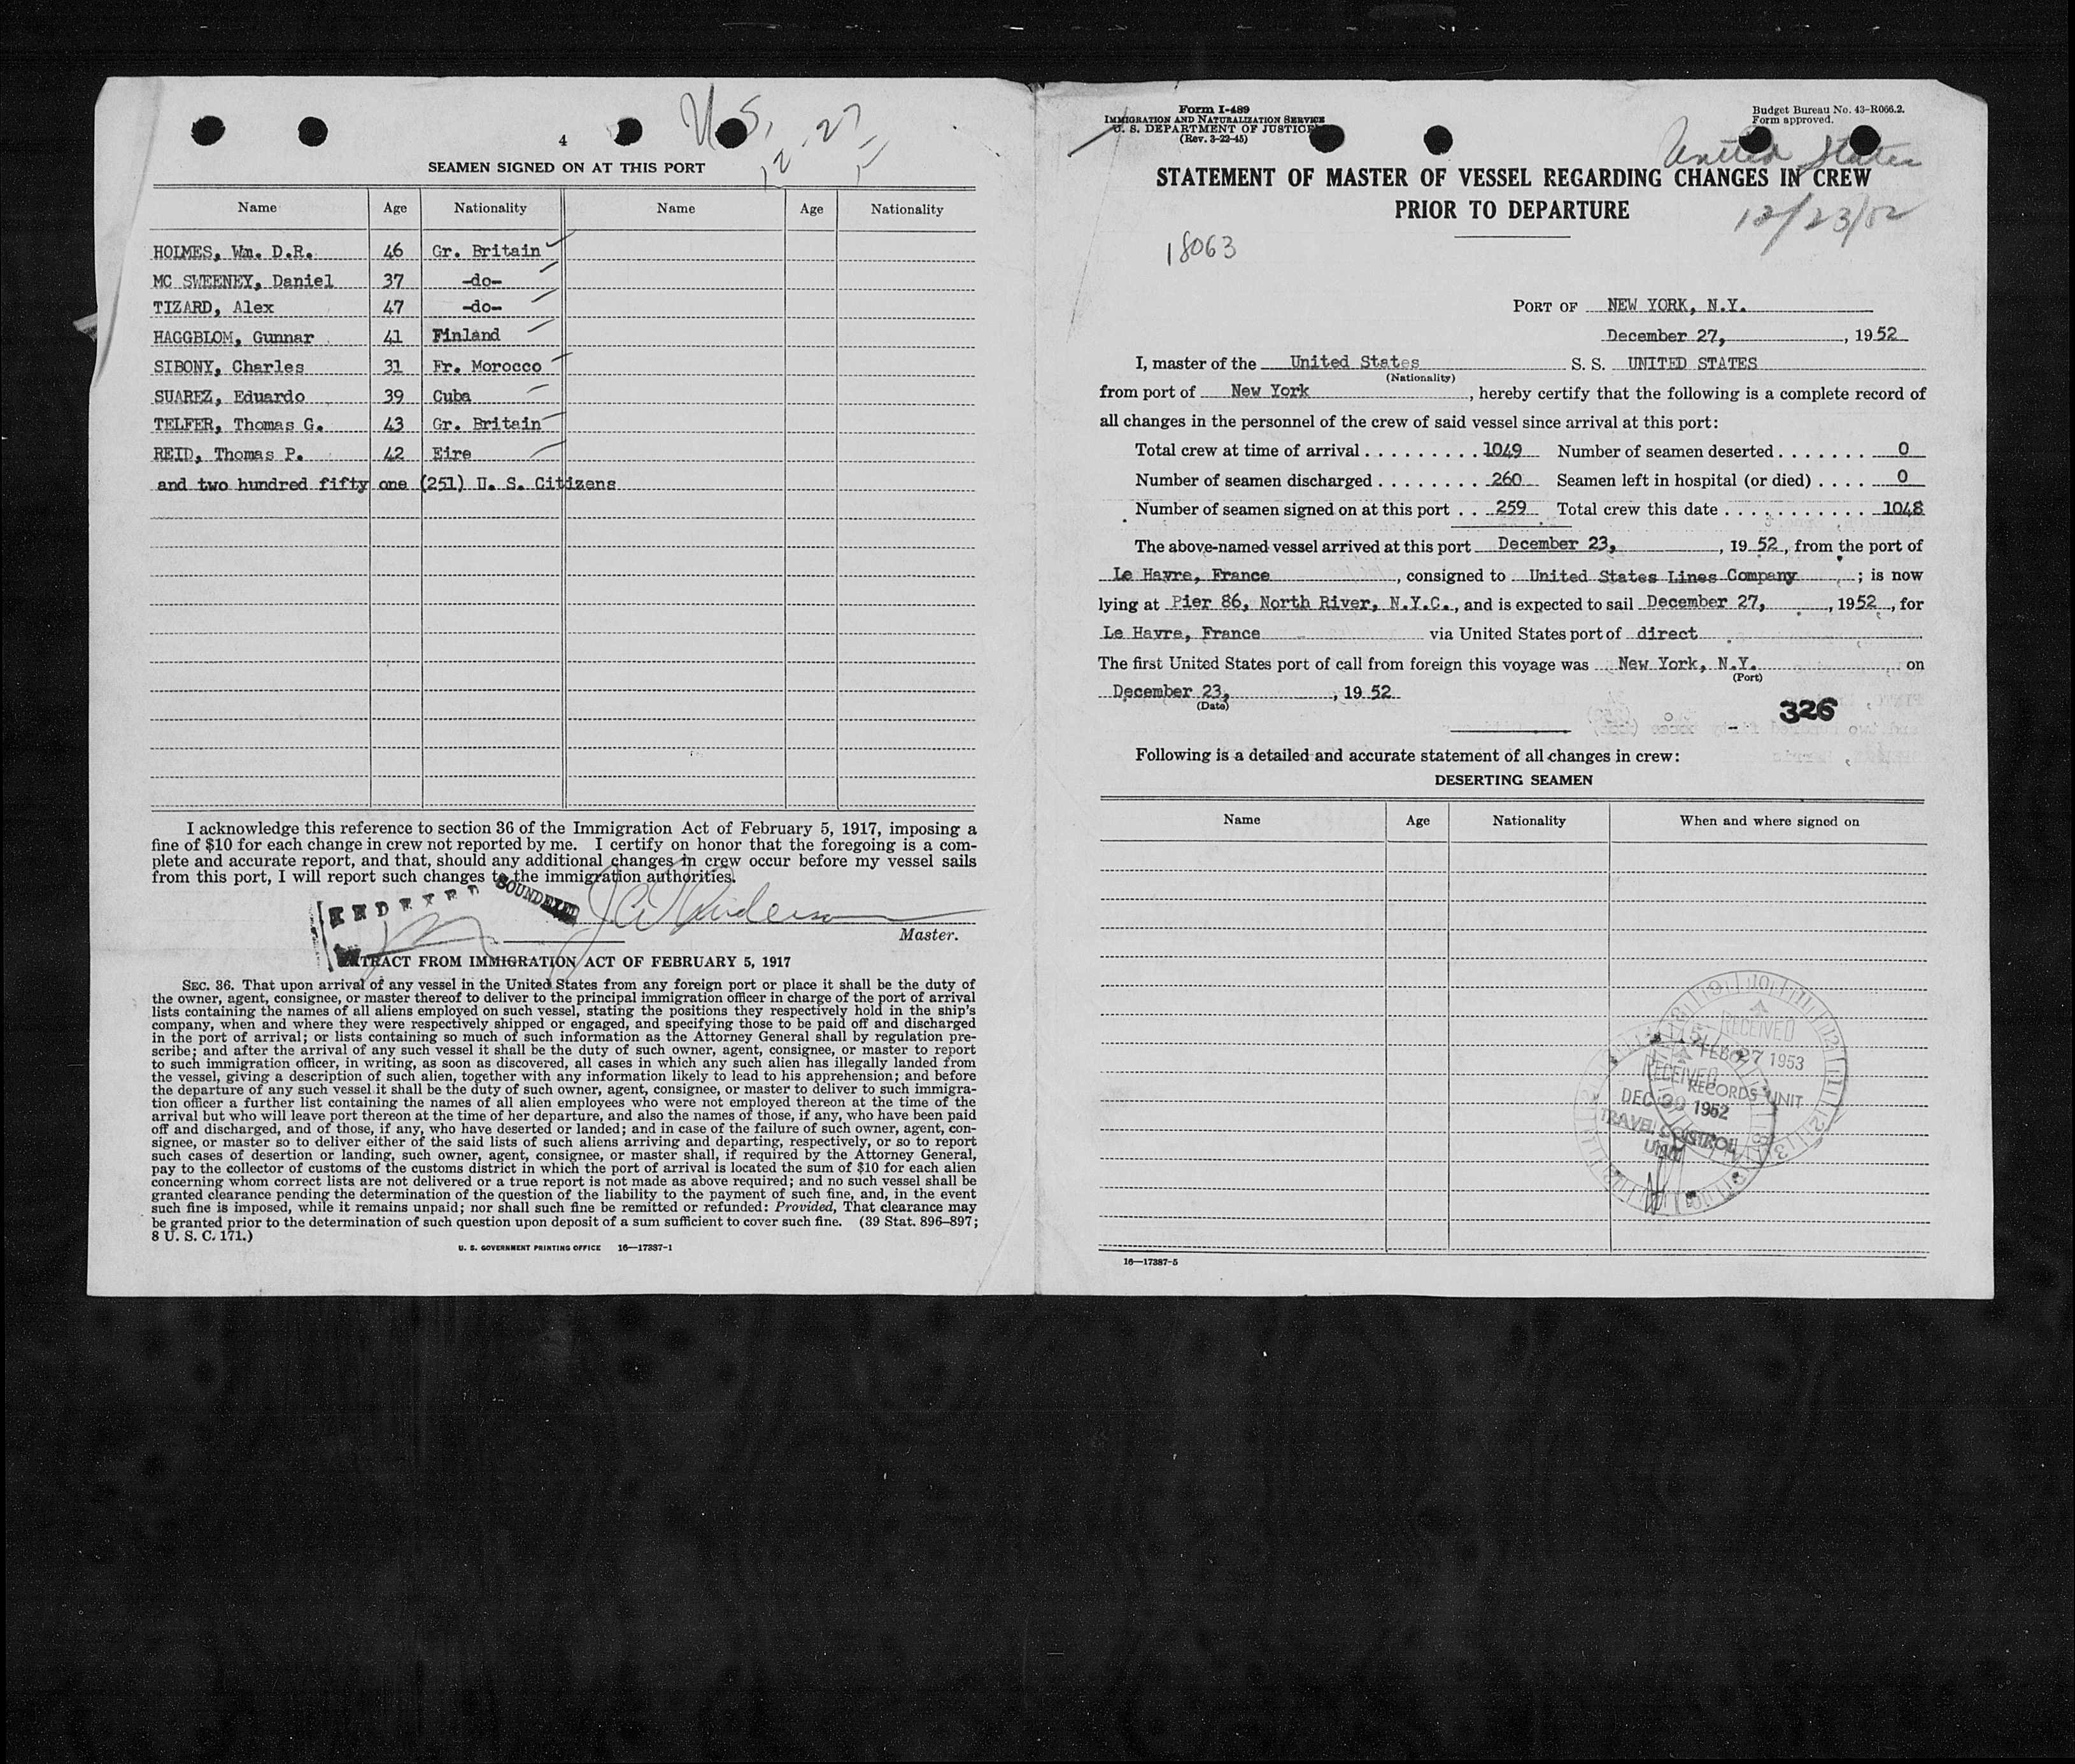 U.S.
12-27
4
SEAMEN SIGNED ON AT THIS PORT
Name Age Nationality Name Age Nationality
HOLMES, Wm. D.R. 46 Gr. Britain
MC SWEENEY, Daniel 37 -do-
TIZARD, Alex 47 -do-
HAGGBLOM, Gunnar 41 Finland
SIBONY, Charles 31 Fr. Morocco
SUAREZ, Eduardo 39 Cuba
TELFER, Thomas G. 43 Gr. Britain
REID, Thomas P. 42 Eire
and two hundred fifty one (251) U. S. Citizens
I acknowledge this reference to section 36 of the Immigration Act of February 5, 1917, imposing a
fine of $10 for each change in crew not reported by me. I certify on honor that the foregoing is a com-
plete and accurate report, and that, should any additional changes in crew occur before my vessel sails
from this port, I will report such changes to the immigration authorities.
INDEXED
SOUNDEXED
Master.
EXTRACT FROM IMMIGRATION ACT OF FEBRUARY 5, 1917
SEC. 36. That upon arrival of any vessel in the United States from any foreign port or place it shall be the duty of
the owner, agent, consignee, or master thereof to deliver to the principal immigration officer in charge of the port of arrival
lists containing the names of all aliens employed on such vessel, stating the positions they respectively hold in the ship's
company, when and where they were respectively shipped or engaged, and specifying those to be paid off and discharged
in the port of arrival; or lists containing so much of such information as the Attorney General shall by regulation pre-
scribe; and after the arrival of any such vessel it shall be the duty of such owner, agent, consignee, or master to report
to such immigration officer, in writing, as soon as discovered, all cases in which any such alien has illegally landed from
the vessel, giving a description of such alien, together with any information likely to lead to his apprehension; and before
the departure of any such vessel it shall be the duty of such owner, agent, consignee, or master to deliver to such immigra-
tion officer a further list containing the names of all alien employees who were not employed thereon at the time of the
arrival but who will leave port thereon at the time of her departure, and also the names of those, if any, who have been paid
off and discharged, and of those, if any, who have deserted or landed; and in case of the failure of such owner, agent, con-
signee, or master so to deliver either of the said lists of such aliens arriving and departing, respectively, or so to report
such cases of desertion or landing, such owner, agent, consignee, or master shall, if required by the Attorney General,
pay to the collector of customs of the customs district in which the port of arrival is located the sum of $10 for each alien
concerning whom correct lists are not delivered or a true report is not made as above required; and no such vessel shall be
granted clearance pending the determination of the question of the liability to the payment of such fine, and, in the event
such fine is imposed, while it remains unpaid; nor shall such fine be remitted or refunded: Provided, That clearance may
be granted prior to the determination of such question upon deposit of a sum sufficient to cover such fine. (39 Stat. 896–897;
8 U. S. C. 171.)
U. S. GOVERNMENT PRINTING OFFICE 16—17387-1
Form I-489
IMMIGRATION AND NATURALIZATION SERVICE
U. S. DEPARTMENT OF JUSTICE
(Rev. 3-22-45)
Budget Bureau No. 43-R066.2.
Form approved.
United States
STATEMENT OF MASTER OF VESSEL REGARDING CHANGES IN CREW
PRIOR TO DEPARTURE
12/23/52
18063
PORT OF NEW YORK, N.Y.
December 27, , 1952
I, master of the United States S. S. UNITED STATES
(Nationality)
from port of New York , hereby certify that the following is a complete record of
all changes in the personnel of the crew of said vessel since arrival at this port:
Total crew at time of arrival . . . . . . . . . 1049 Number of seamen deserted . . . . . . . 0
Number of seamen discharged . . . . . . . . 260 Seamen left in hospital (or died) . . . . 0
Number of seamen signed on at this port . . 259 Total crew this date . . . . . . . . . . . 1048
The above-named vessel arrived at this port December 23, , 1952, from the port of
Le Havre, France , consigned to United States Lines Company ; is now
lying at Pier 86, North River, N.Y.C., and is expected to sail December 27, , 1952, for
Le Havre, France via United States port of direct
The first United States port of call from foreign this voyage was New York, N.Y. on
(Port)
December 23, , 1952
(Date)
326
Following is a detailed and accurate statement of all changes in crew:
DESERTING SEAMEN
Name Age Nationality When and where signed on
RECEIVED
FEB 27 1953
RECORDS UNIT
RECEIVED
DEC 1952
TRAVEL CONTROL
UNIT
16—17387-5